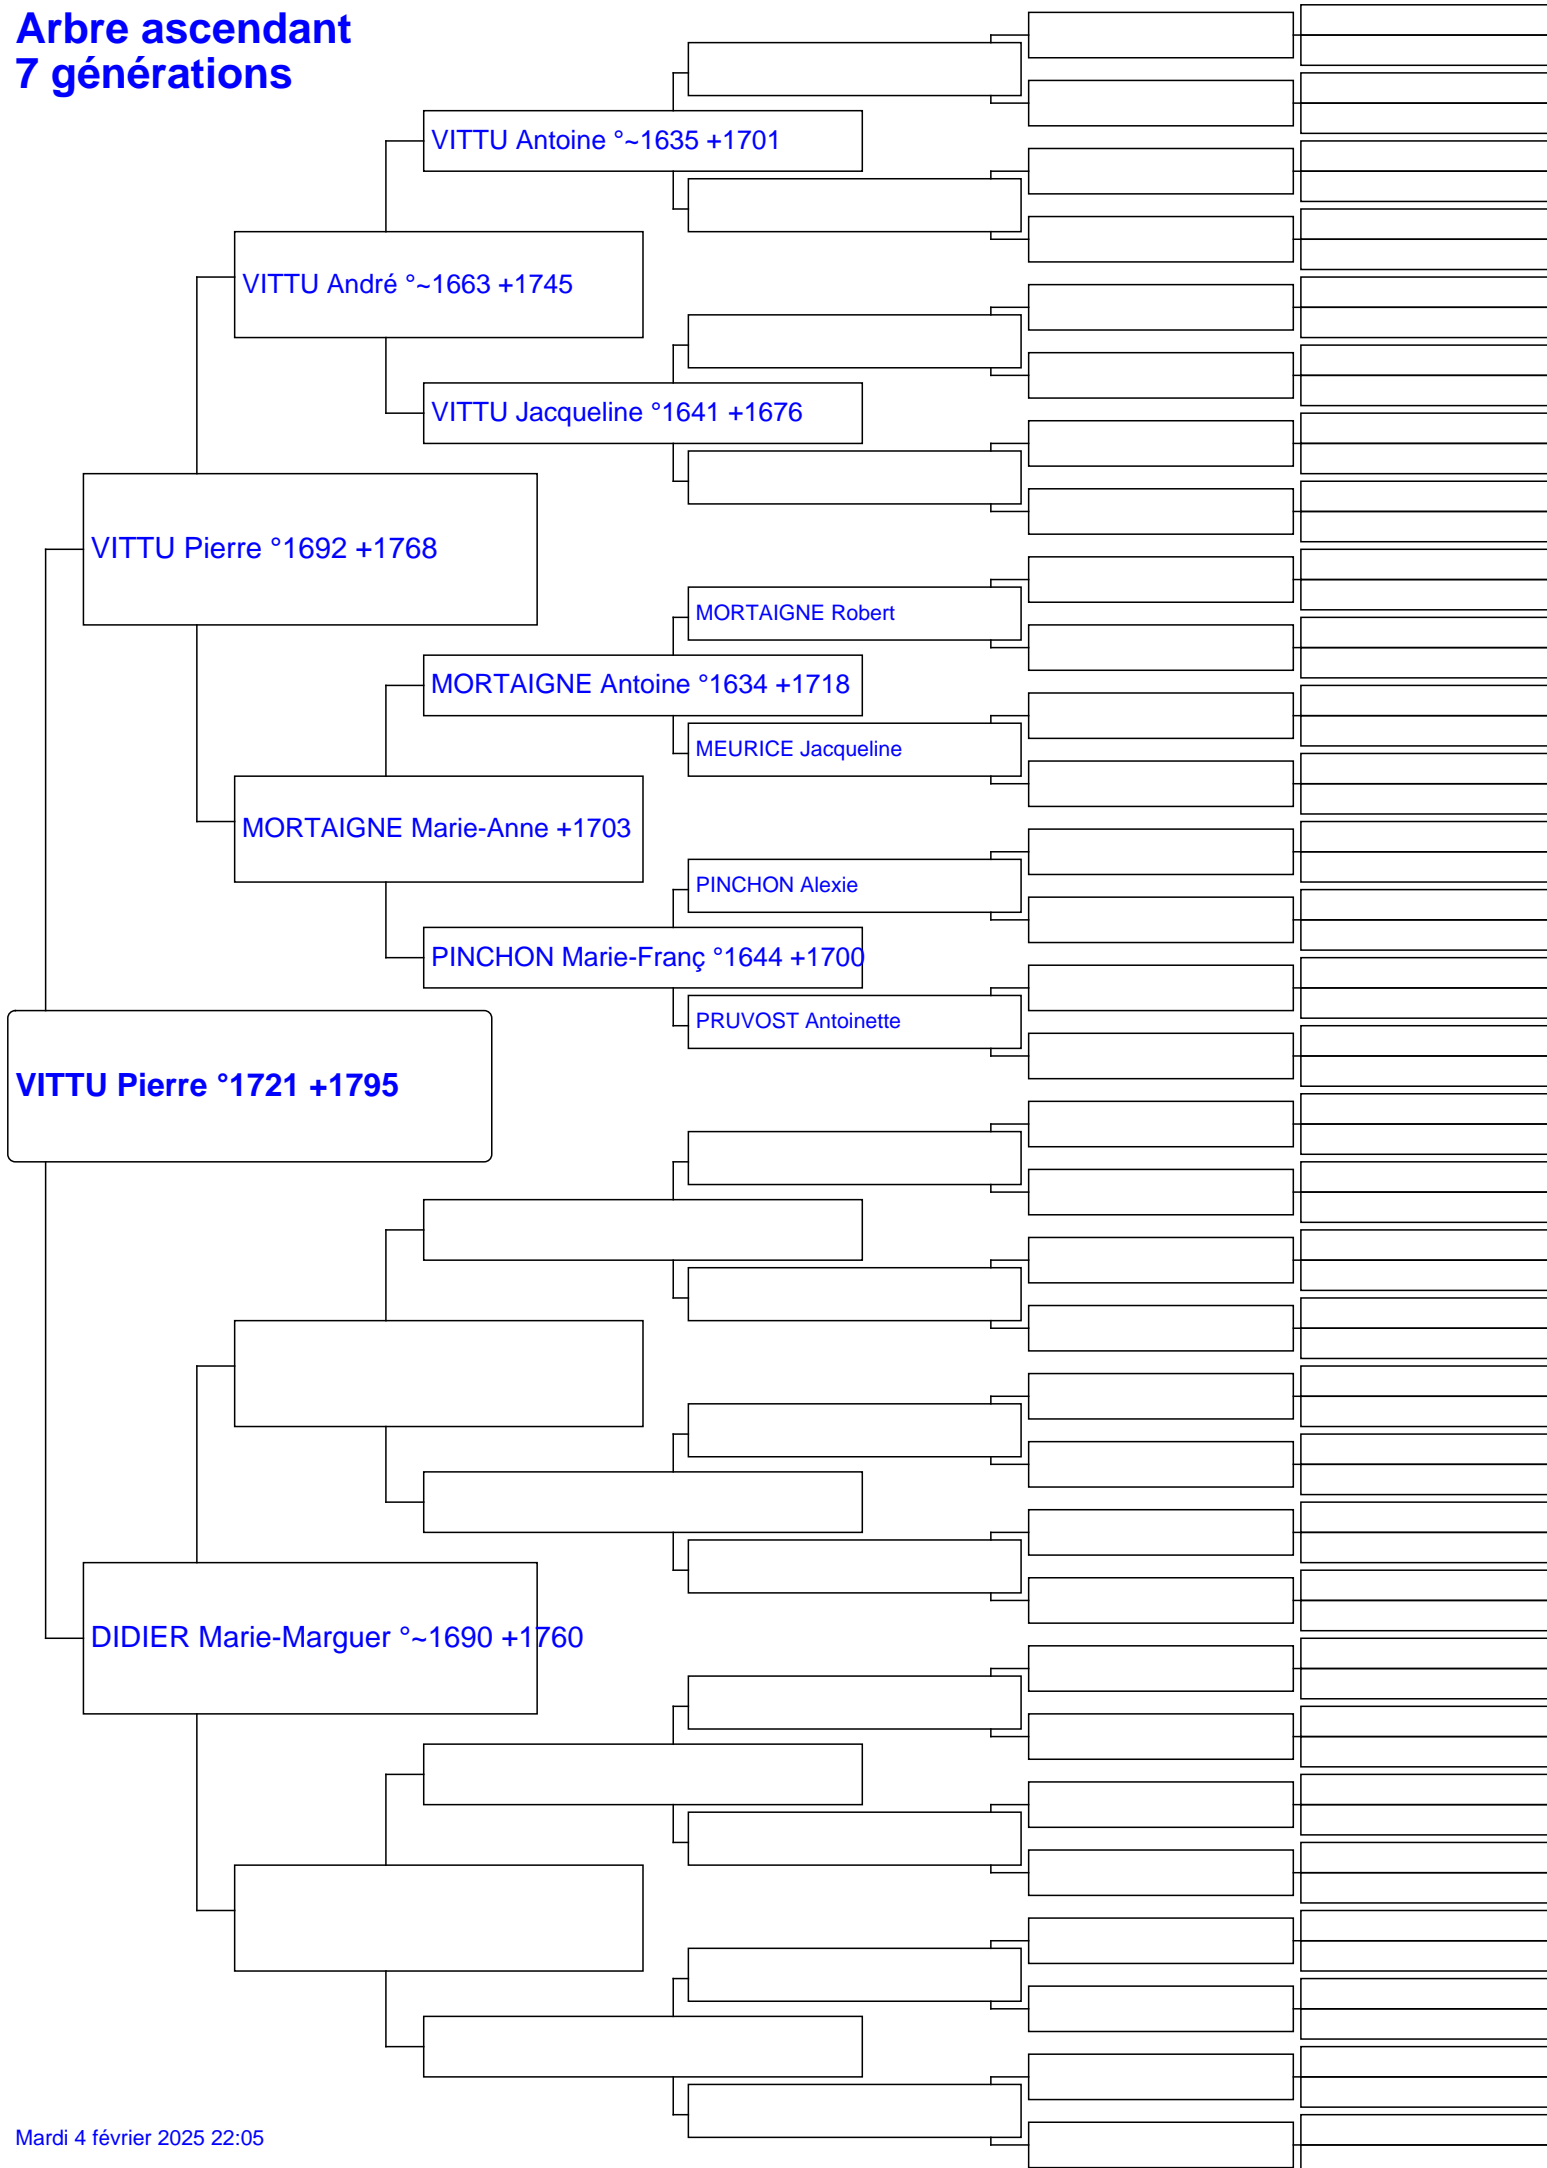 Arbre ascendant
7 générations
VITTU Antoine °~1635 +1701
VITTU André °~1663 +1745
VITTU Jacqueline °1641 +1676
VITTU Pierre °1692 +1768
MORTAIGNE Robert
MORTAIGNE Antoine °1634 +1718
MEURICE Jacqueline
MORTAIGNE Marie-Anne +1703
PINCHON Alexie
PINCHON Marie-Franç °1644 +1700
PRUVOST Antoinette
VITTU Pierre °1721 +1795
DIDIER Marie-Marguer °~1690 +1760
Mardi 4 février 2025 22:05